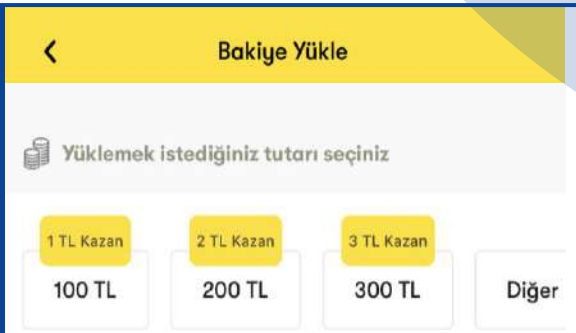 Bakiye Yükle
Yüklemek istediğiniz tutarı seçiniz
1 TL Kazan 2 TL Kazan 3 TL Kazan
100 TL 200 TL 300 TL Diğer